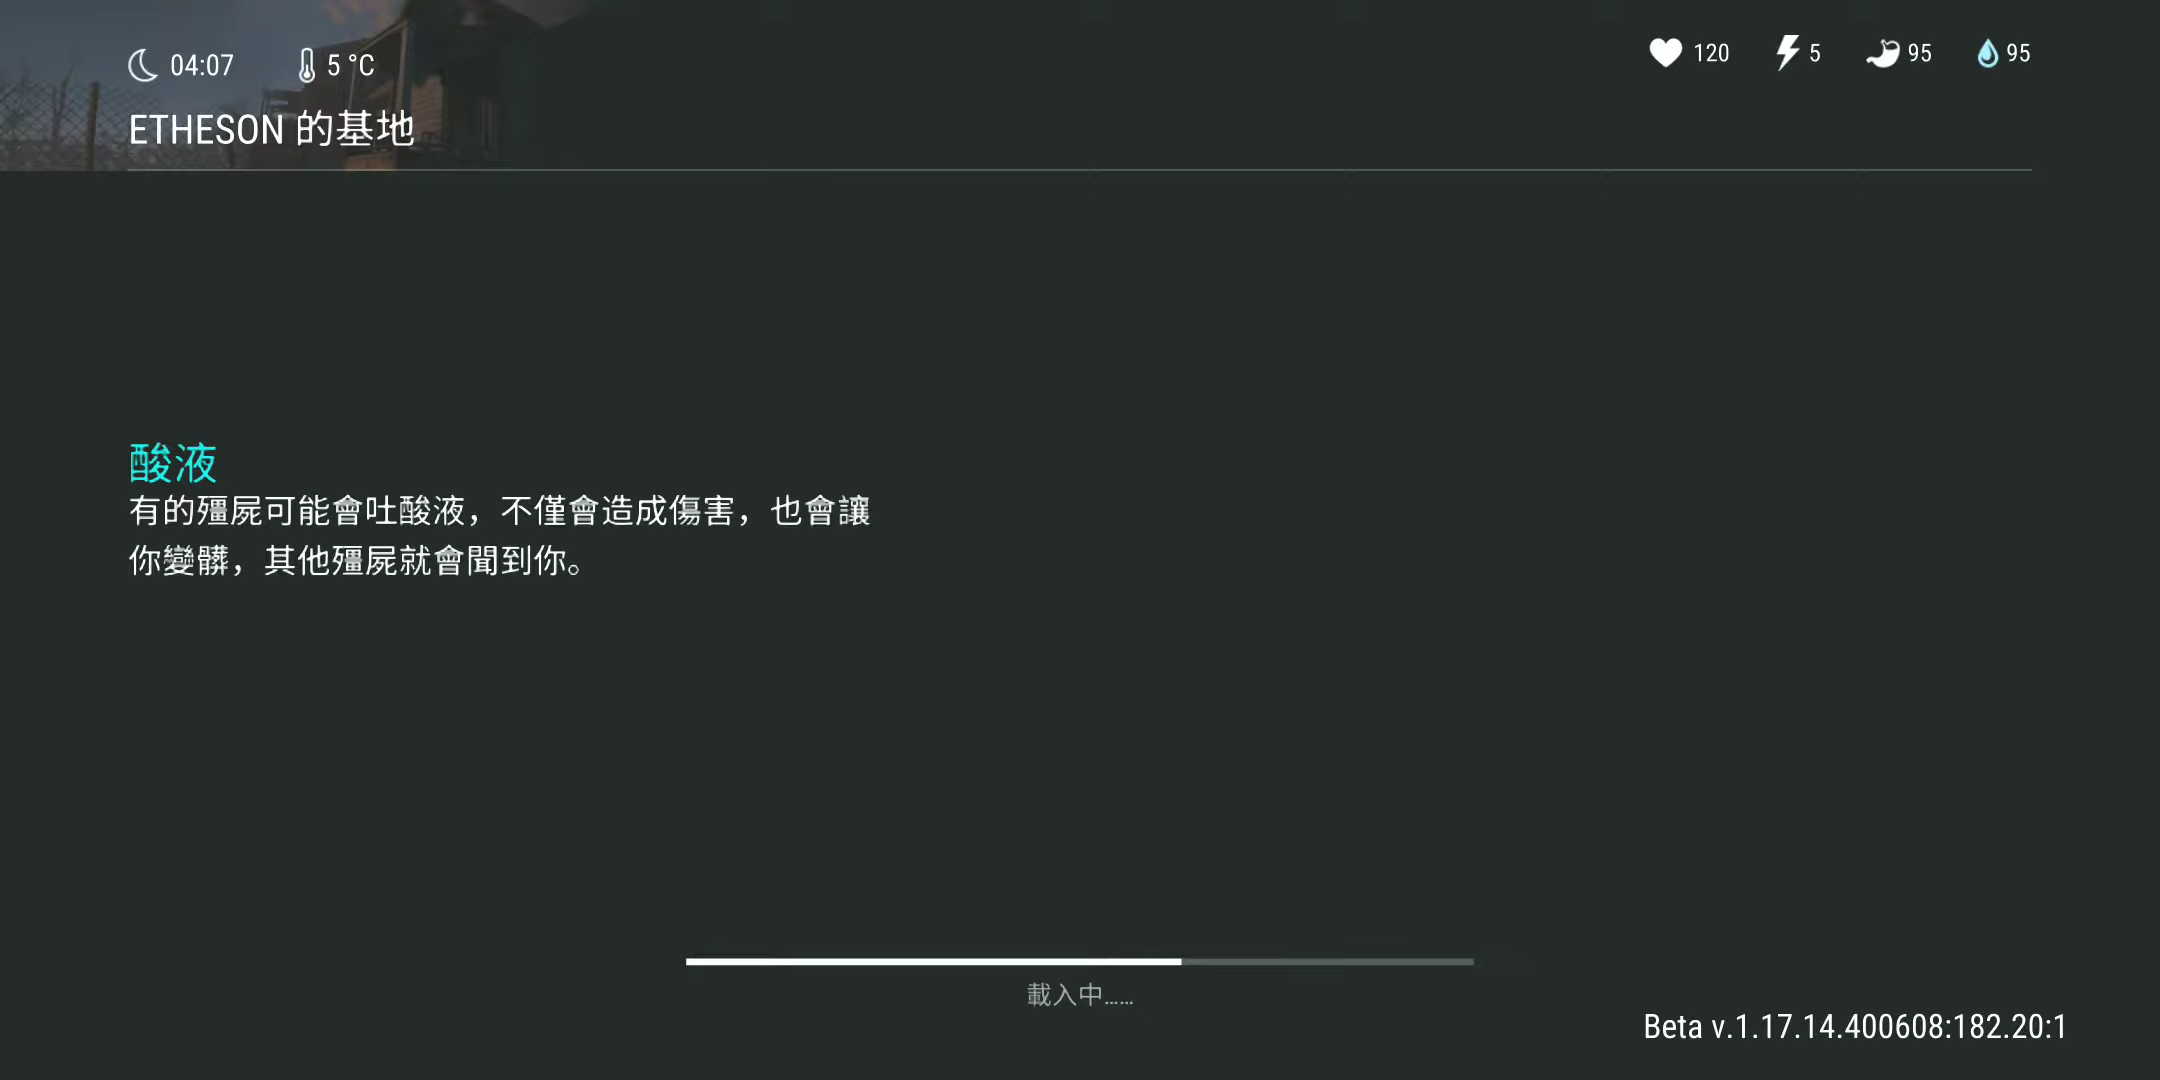 04:07 5 °C 120 5 95 95
ETHESON 的基地
酸液
有的殭屍可能會吐酸液，不僅會造成傷害，也會讓
你變髒，其他殭屍就會聞到你。
載入中......
Beta v.1.17.14.400608:182.20:1